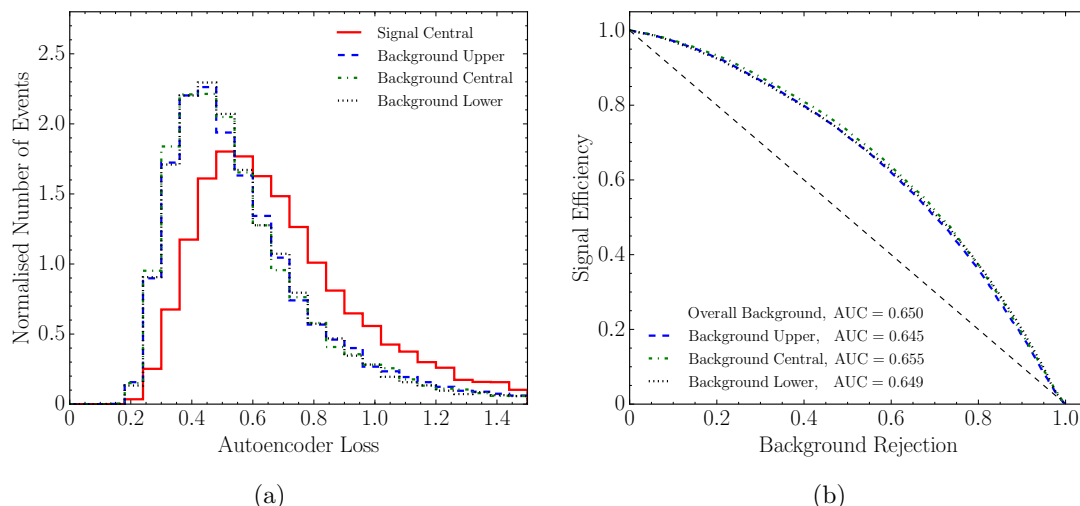 Normalised Number of Events
2.5
2.0
1.5
1.0
0.5
0
0
0.2
0.4
0.6
0.8
1.0
1.2
1.4
Autoencoder Loss
Signal Central
Background Upper
Background Central
Background Lower
(a)
Signal Efficiency
1.0
0.8
0.6
0.4
0.2
0
0
0.2
0.4
0.6
0.8
1.0
Background Rejection
Overall Background, AUC = 0.650
Background Upper, AUC = 0.645
Background Central, AUC = 0.655
Background Lower, AUC = 0.649
(b)